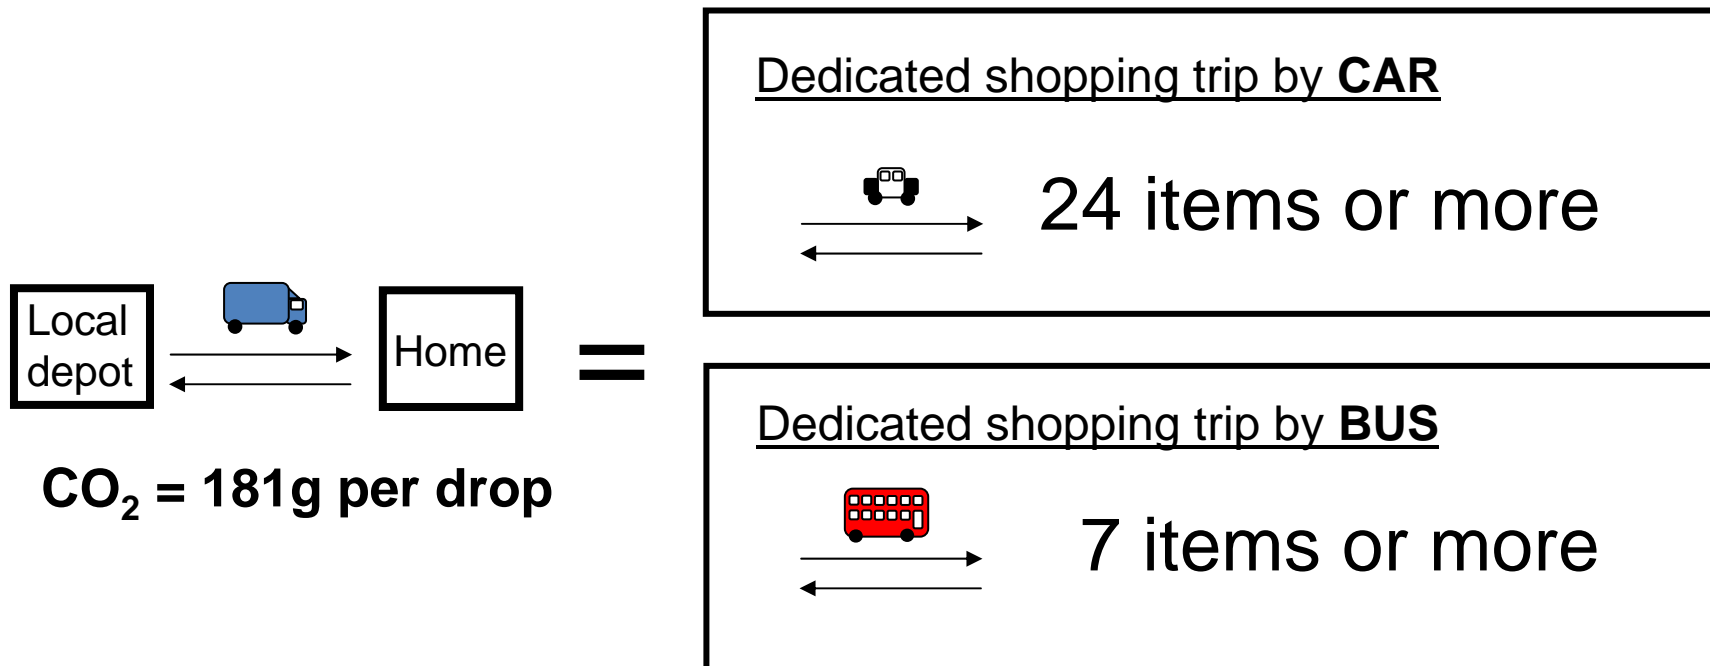 Local
depot
Home
=
CO₂ = 181g per drop
Dedicated shopping trip by CAR
24 items or more
Dedicated shopping trip by BUS
7 items or more